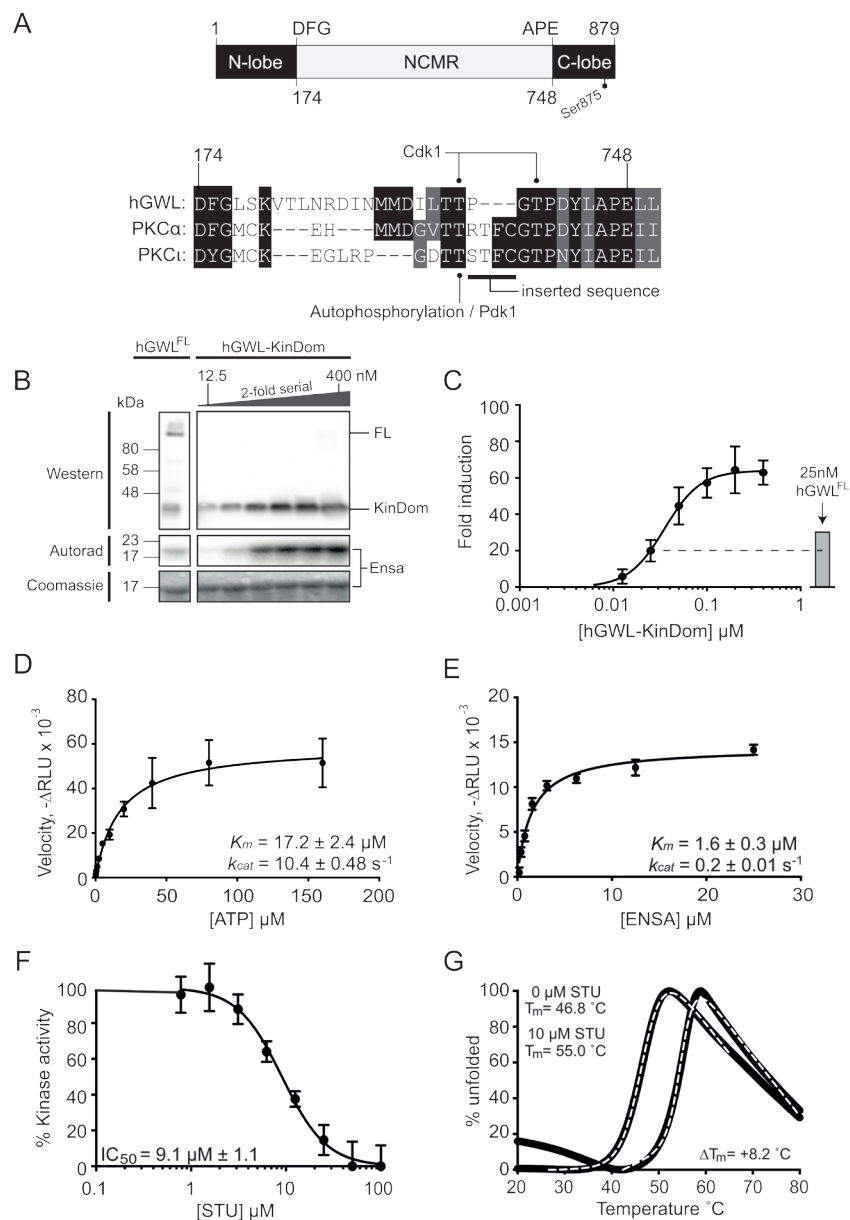 A
1 DFG APE 879
N-lobe NCMR C-lobe
174 748 Ser875
Cdk1
174 748
hGWL: DFGLSKVTLNRDINMMDILTTP---GTPDYLAPELL
PKCα: DFGMCK---EH---MMDGVTTRTFCGTPDYIAPEII
PKCι: DYGMCK---EGLRP---GDTTSTFCGTPNYIAPEIL
inserted sequence
Autophosphorylation / Pdk1
B
hGWLFL hGWL-KinDom
12.5 400 nM
2-fold serial
kDa
FL
80
Western 58
48
KinDom
Autorad 23
17
Ensa
Coomassie 17
C
100
80
60
40
20
0
Fold induction
0.001 0.01 0.1 1
[hGWL-KinDom] µM
25nM
hGWLFL
D
80
60
40
20
0
Velocity, -ΔRLU x 10-3
Km = 17.2 ± 2.4 µM
kcat = 10.4 ± 0.48 s-1
0 50 100 150 200
[ATP] µM
E
20
15
10
5
0
Velocity, -ΔRLU x 10-3
Km = 1.6 ± 0.3 µM
kcat = 0.2 ± 0.01 s-1
0 10 20 30
[ENSA] µM
F
100
80
60
40
20
0
% Kinase activity
IC50 = 9.1 µM ± 1.1
0.1 1 10 100
[STU] µM
G
100
80
60
40
20
0
% unfolded
0 µM STU
Tm= 46.8 ˚C
10 µM STU
Tm= 55.0 ˚C
ΔTm= +8.2 ˚C
20 30 40 50 60 70 80
Temperature ˚C